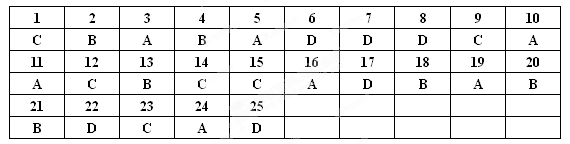 1 2 3 4 5 6 7 8 9 10
C B A B A D D D C A
11 12 13 14 15 16 17 18 19 20
A C B C C A D B A B
21 22 23 24 25
B D C A D